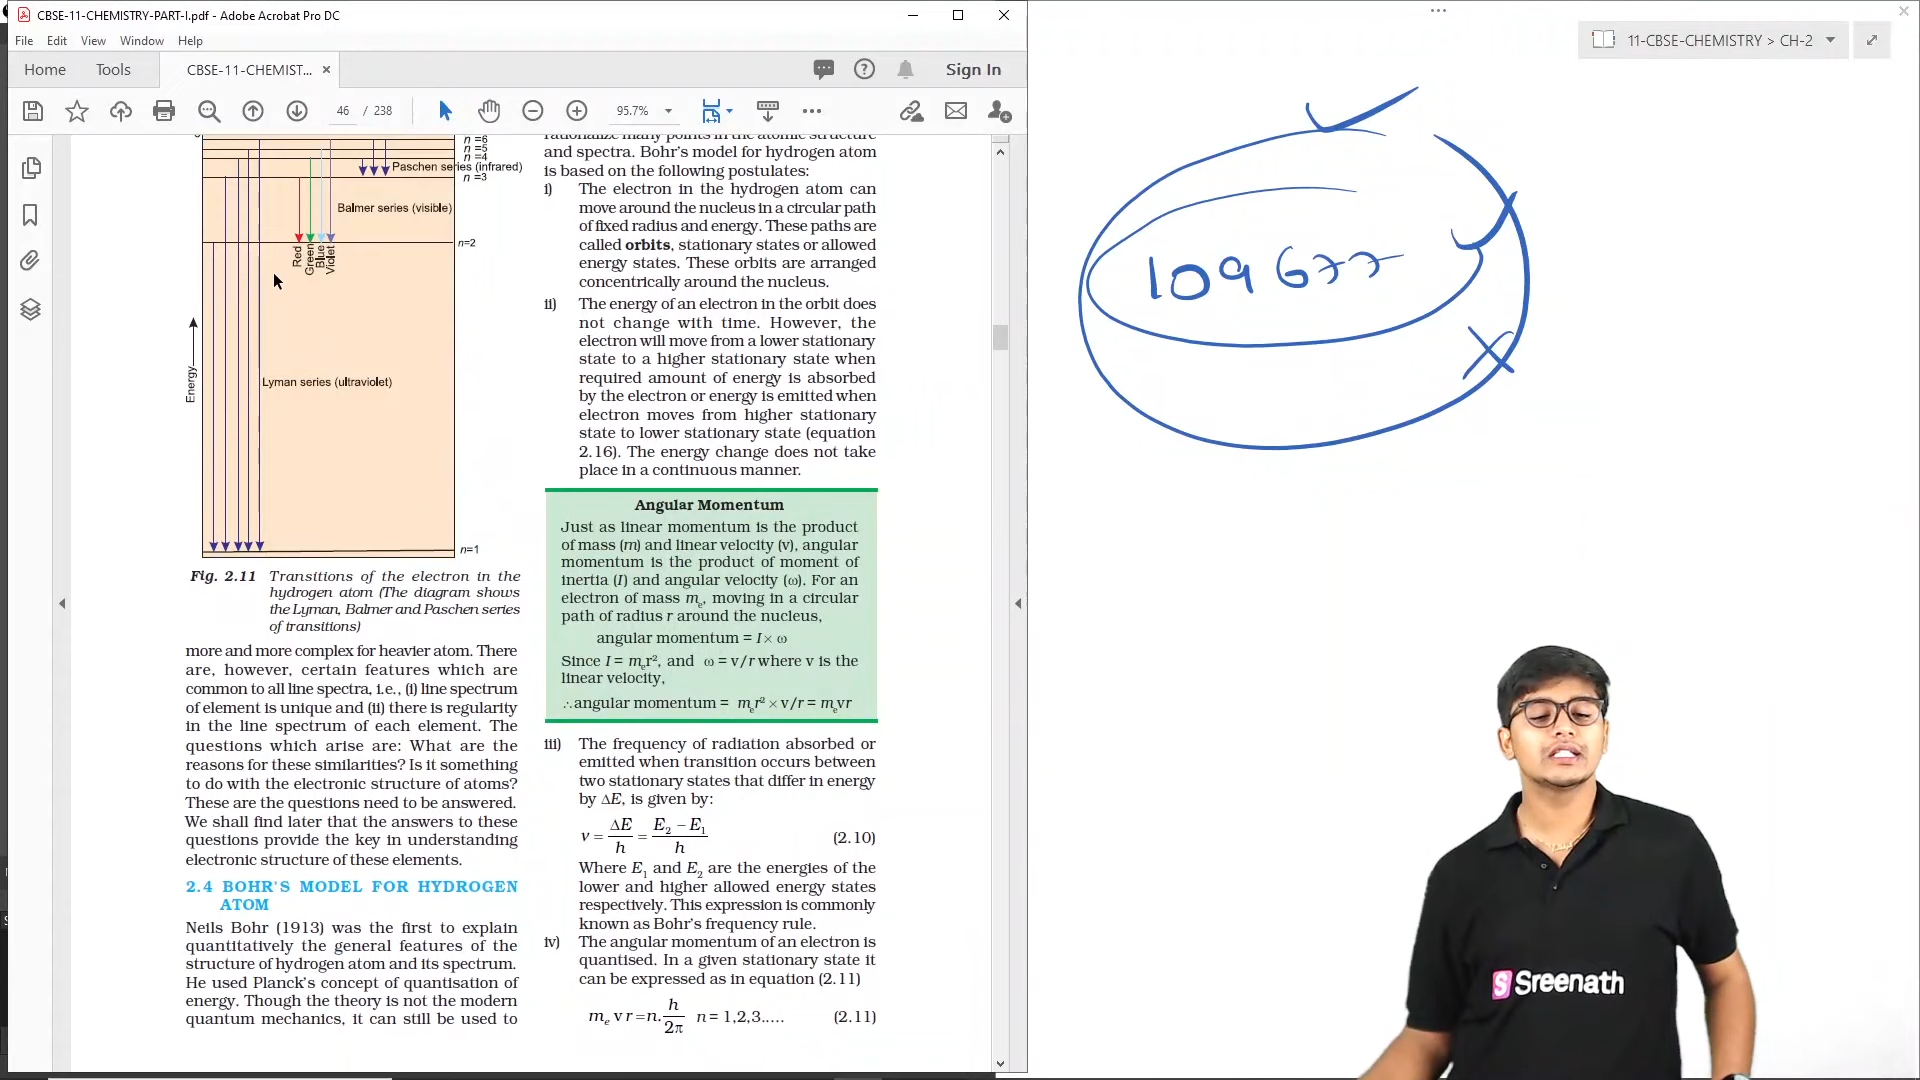 CBSE-11-CHEMISTRY-PART-I.pdf - Adobe Acrobat Pro DC
File Edit View Window Help
Home Tools CBSE-11-CHEMIST... × Sign In
46 / 238 95.7%
11-CBSE-CHEMISTRY > CH-2
n =6
n =5
n =4
Paschen series (infrared)
n =3
Balmer series (visible)
n=2
Red
Green
Blue
Violet
Energy
Lyman series (ultraviolet)
n=1
Fig. 2.11 Transitions of the electron in the
hydrogen atom (The diagram shows
the Lyman, Balmer and Paschen series
of transitions)
more and more complex for heavier atom. There
are, however, certain features which are
common to all line spectra, i.e., (i) line spectrum
of element is unique and (ii) there is regularity
in the line spectrum of each element. The
questions which arise are: What are the
reasons for these similarities? Is it something
to do with the electronic structure of atoms?
These are the questions need to be answered.
We shall find later that the answers to these
questions provide the key in understanding
electronic structure of these elements.
2.4 BOHR'S MODEL FOR HYDROGEN
ATOM
Neils Bohr (1913) was the first to explain
quantitatively the general features of the
structure of hydrogen atom and its spectrum.
He used Planck's concept of quantisation of
energy. Though the theory is not the modern
quantum mechanics, it can still be used to
rationalize many points in the atomic structure
and spectra. Bohr's model for hydrogen atom
is based on the following postulates:
i) The electron in the hydrogen atom can
move around the nucleus in a circular path
of fixed radius and energy. These paths are
called orbits, stationary states or allowed
energy states. These orbits are arranged
concentrically around the nucleus.
ii) The energy of an electron in the orbit does
not change with time. However, the
electron will move from a lower stationary
state to a higher stationary state when
required amount of energy is absorbed
by the electron or energy is emitted when
electron moves from higher stationary
state to lower stationary state (equation
2.16). The energy change does not take
place in a continuous manner.
Angular Momentum
Just as linear momentum is the product
of mass (m) and linear velocity (v), angular
momentum is the product of moment of
inertia (I) and angular velocity (ω). For an
electron of mass mₑ, moving in a circular
path of radius r around the nucleus,
angular momentum = I × ω
Since I = mₑr², and ω = v/r where v is the
linear velocity,
∴ angular momentum = mₑr² × v/r = mₑvr
iii) The frequency of radiation absorbed or
emitted when transition occurs between
two stationary states that differ in energy
by ΔE, is given by:
ν = ΔE/h = (E₂ − E₁)/h (2.10)
Where E₁ and E₂ are the energies of the
lower and higher allowed energy states
respectively. This expression is commonly
known as Bohr's frequency rule.
iv) The angular momentum of an electron is
quantised. In a given stationary state it
can be expressed as in equation (2.11)
mₑ v r = n. h/2π n = 1,2,3..... (2.11)
109677
S Sreenath